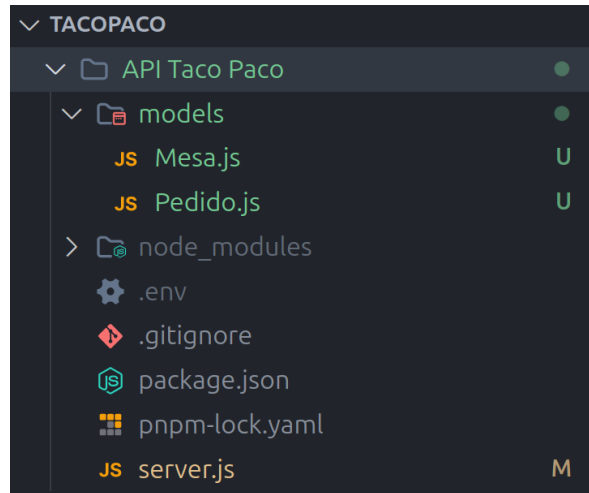 TACOPACO
API Taco Paco
models
JS Mesa.js U
JS Pedido.js U
node_modules
.env
.gitignore
JS package.json
pnpm-lock.yaml
JS server.js M